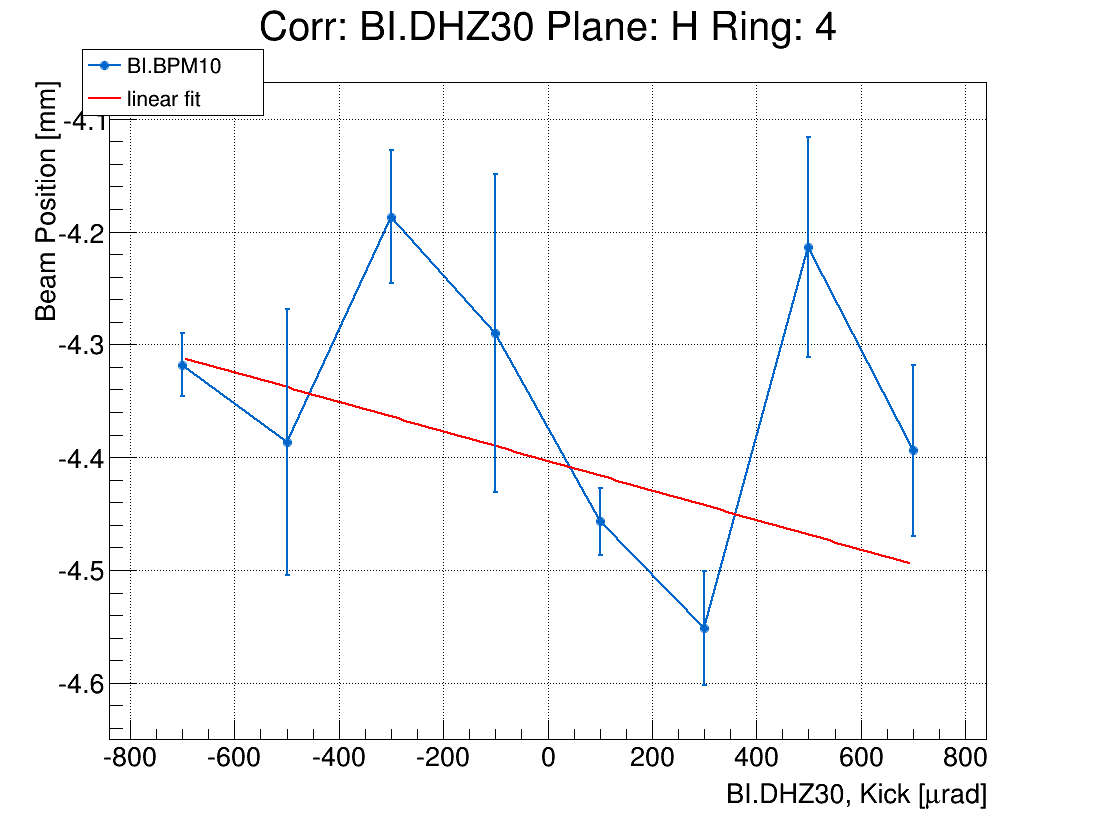 Corr: BI.DHZ30 Plane: H Ring: 4
BI.BPM10
linear fit
Beam Position [mm]
-4.1
-4.2
-4.3
-4.4
-4.5
-4.6
-800 -600 -400 -200 0 200 400 600 800
BI.DHZ30, Kick [μrad]